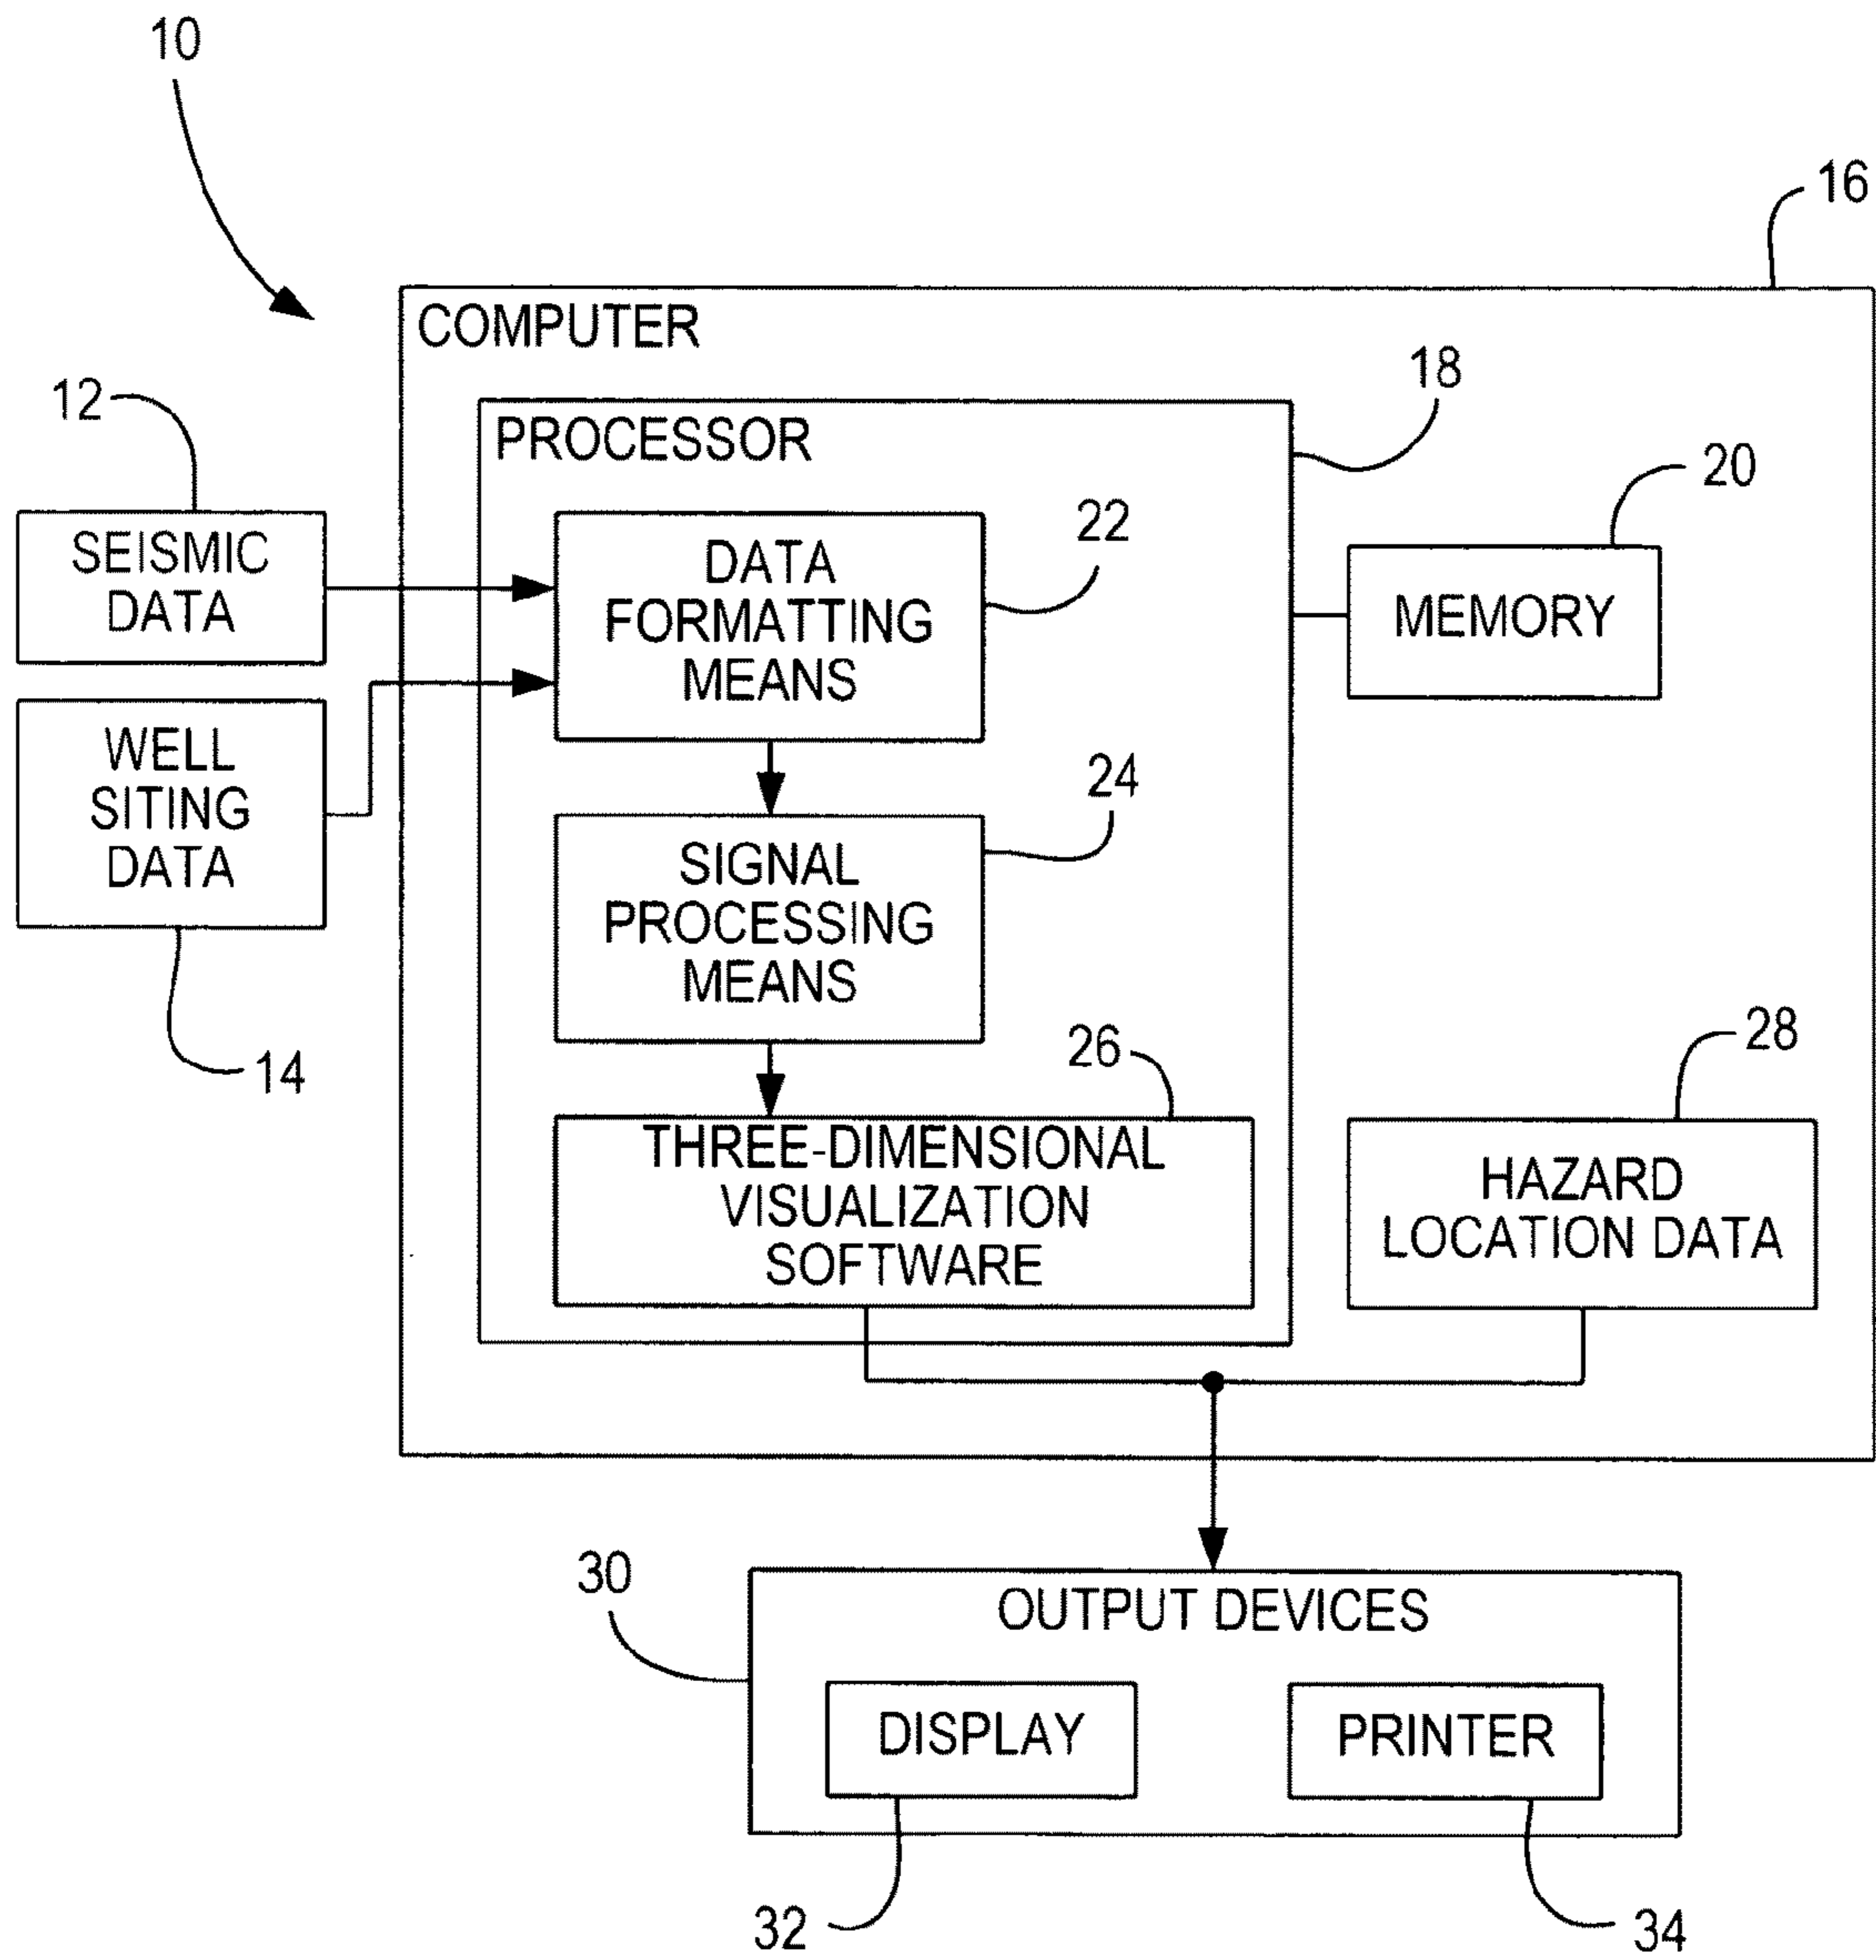 10
16
COMPUTER
18
12
PROCESSOR
20
22
SEISMIC
DATA
DATA
FORMATTING
MEANS
MEMORY
WELL
SITING
DATA
24
SIGNAL
PROCESSING
MEANS
14
26
28
THREE-DIMENSIONAL
VISUALIZATION
SOFTWARE
HAZARD
LOCATION DATA
30
OUTPUT DEVICES
DISPLAY
PRINTER
32
34